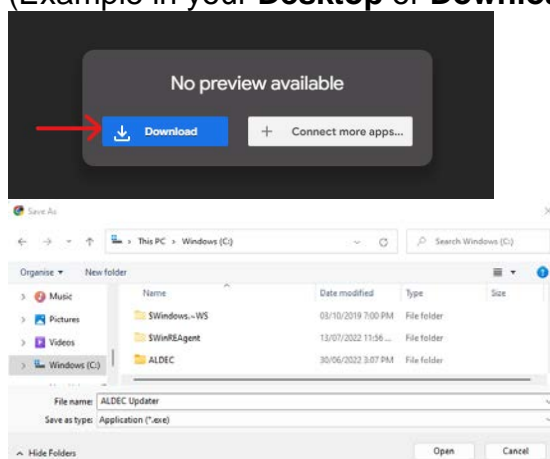 (Example in your Desktop or
No preview available
Download + Connect more apps...
Save As
This PC > Windows (C:) Search Windows (C:)
Organise New folder
Name Date modified Type Size
Music
Pictures
Videos
Windows (C:)
$Windows.~WS 03/10/2019 7:00 PM File folder
$WinREAgent 13/07/2022 11:56 ... File folder
ALDEC 30/06/2022 3:07 PM File folder
File name: ALDEC Updater
Save as type: Application (*.exe)
Hide Folders Open Cancel